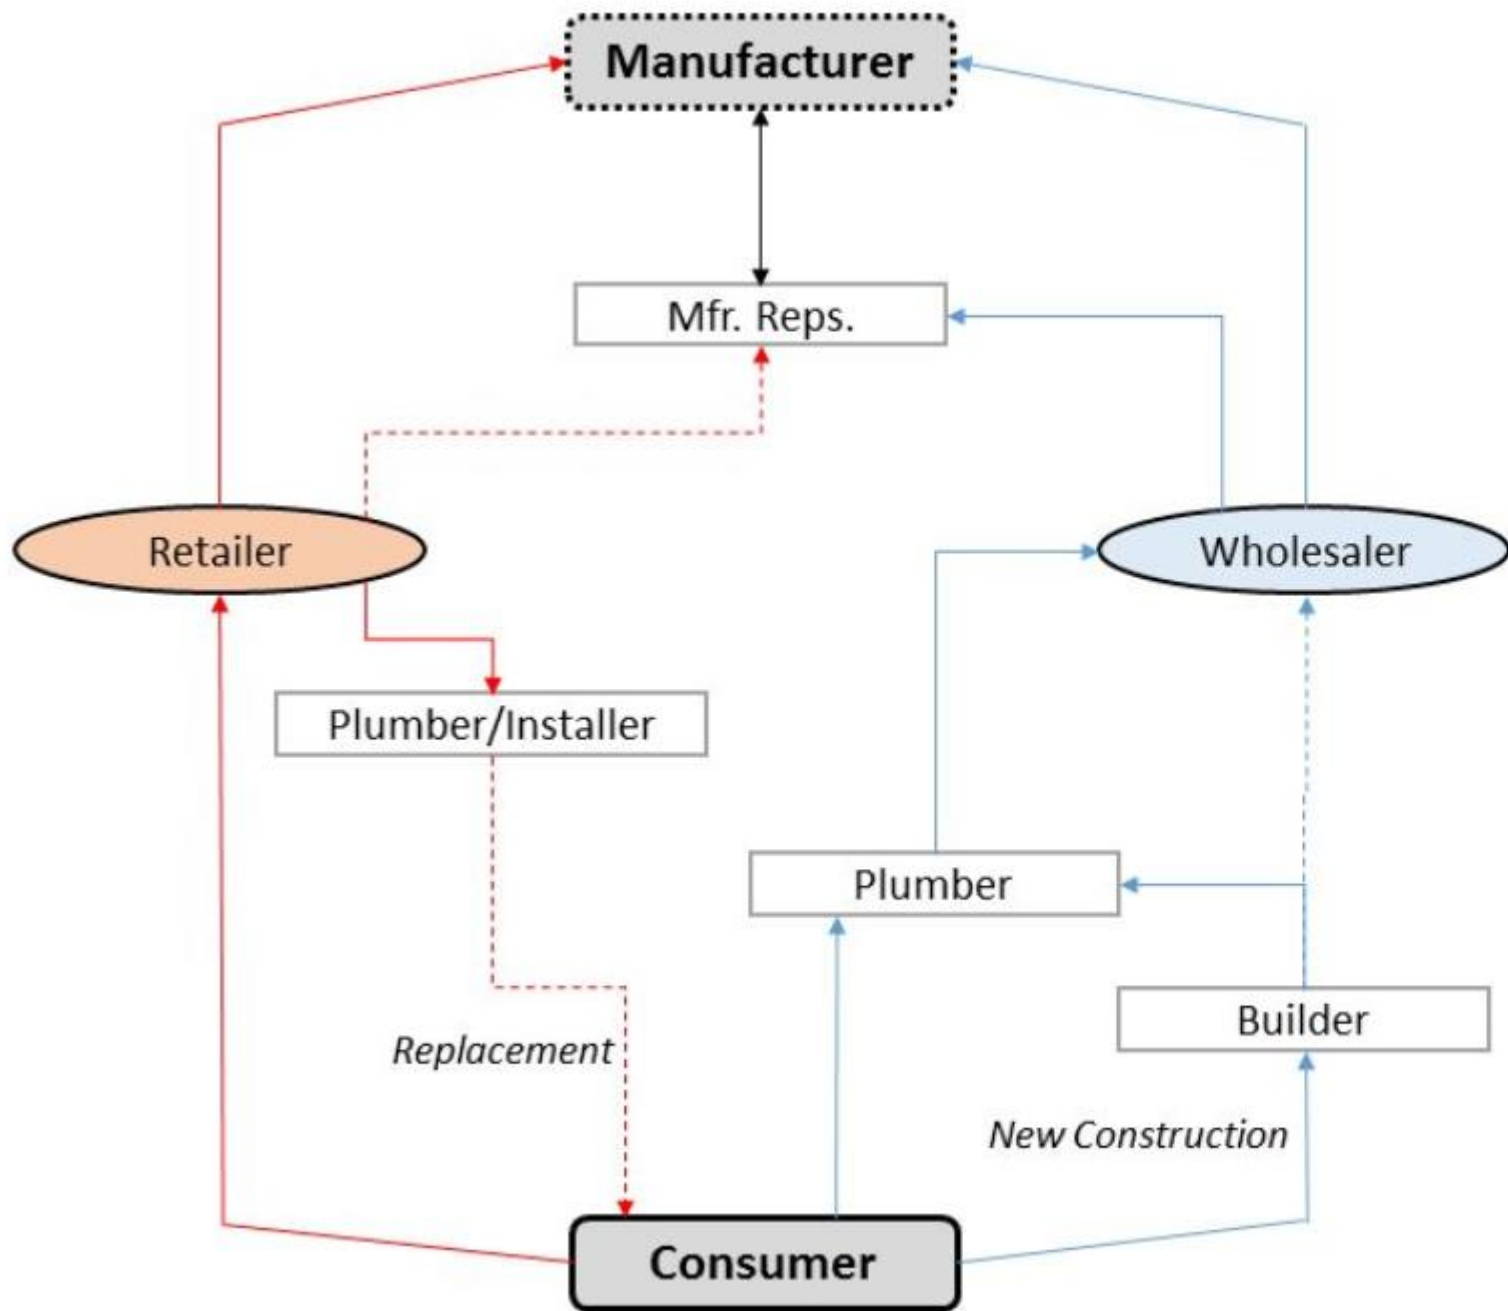 Manufacturer
Mfr. Reps.
Retailer
Wholesaler
Plumber/Installer
Plumber
Builder
Replacement
New Construction
Consumer